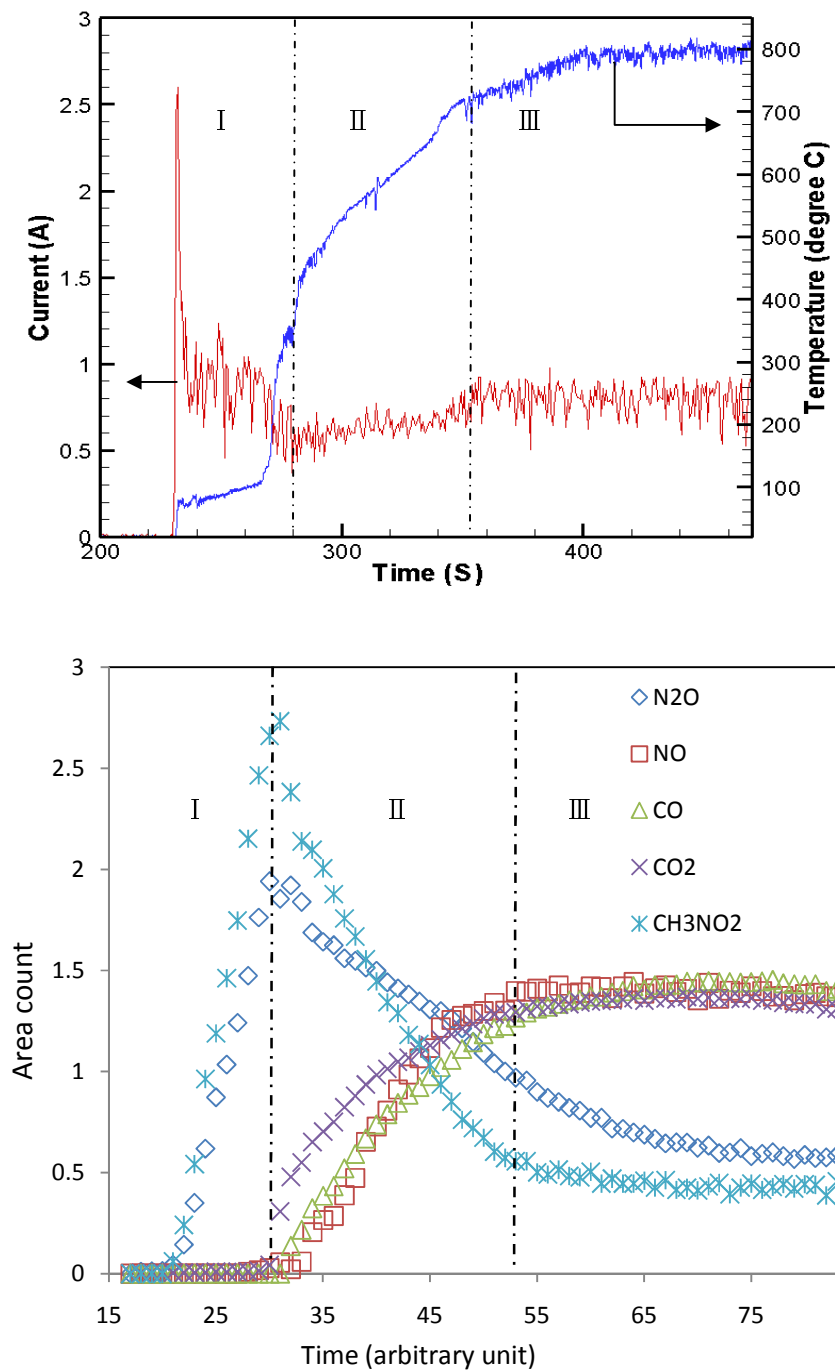 3
2.5
2
1.5
1
0.5
0
Current (A)
I
II
III
800
700
600
500
400
300
200
100
Temperature (degree C)
200
300
400
Time (S)
3
2.5
2
1.5
1
0.5
0
Area count
I
II
III
N2O
NO
CO
CO2
CH3NO2
15
25
35
45
55
65
75
Time (arbitrary unit)